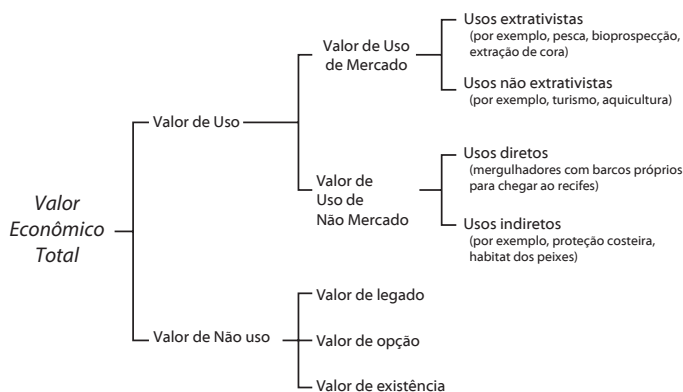 Valor
Econômico
Total
Valor de Uso
Valor de Uso
de Mercado
Usos extrativistas
(por exemplo, pesca, bioprospecção,
extração de cora)
Usos não extrativistas
(por exemplo, turismo, aquicultura)
Valor de
Uso de
Não Mercado
Usos diretos
(mergulhadores com barcos próprios
para chegar ao recifes)
Usos indiretos
(por exemplo, proteção costeira,
habitat dos peixes)
Valor de Não uso
Valor de legado
Valor de opção
Valor de existência